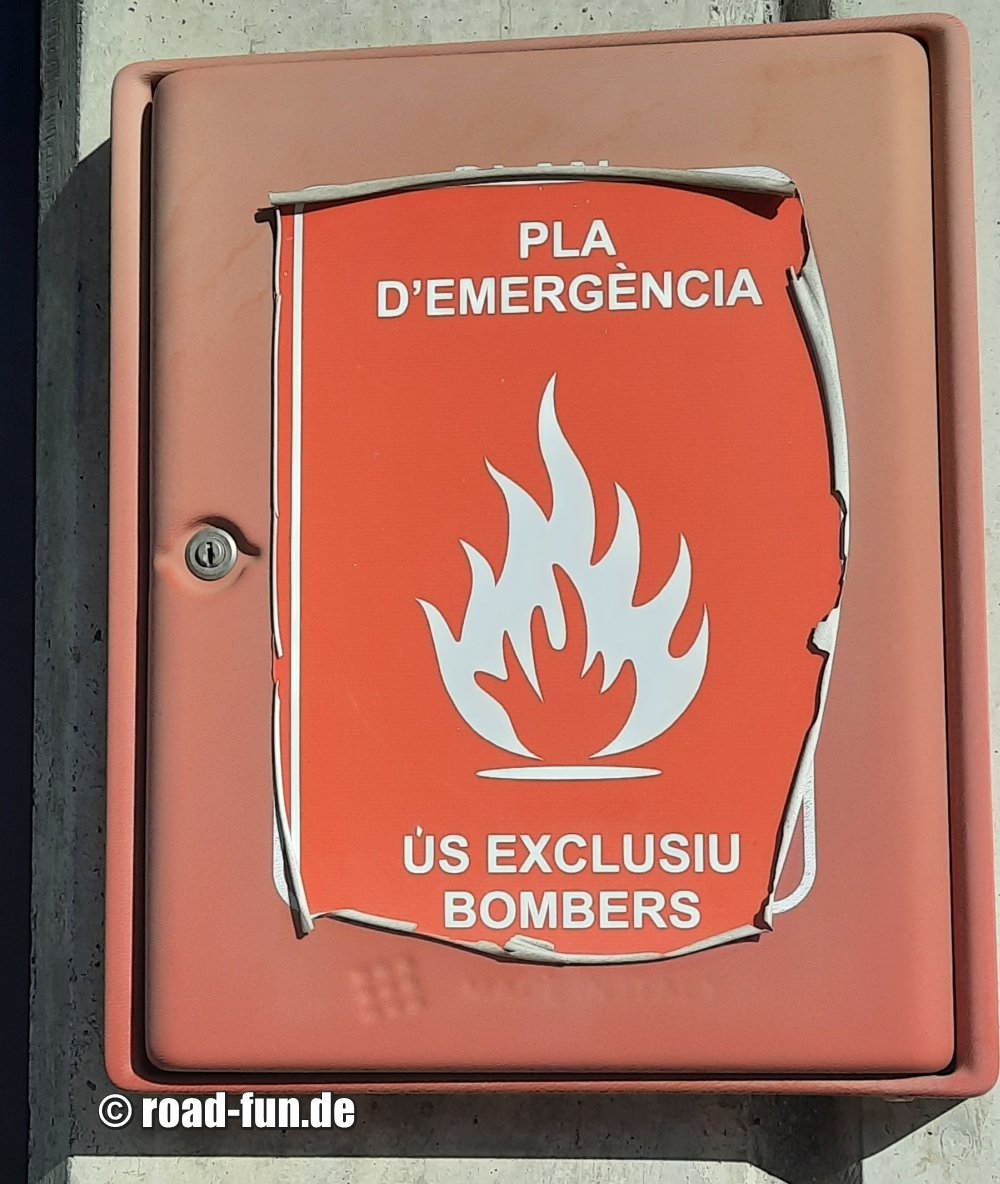 PLA
D'EMERGÈNCIA
ÚS EXCLUSIU
BOMBERS
© road-fun.de